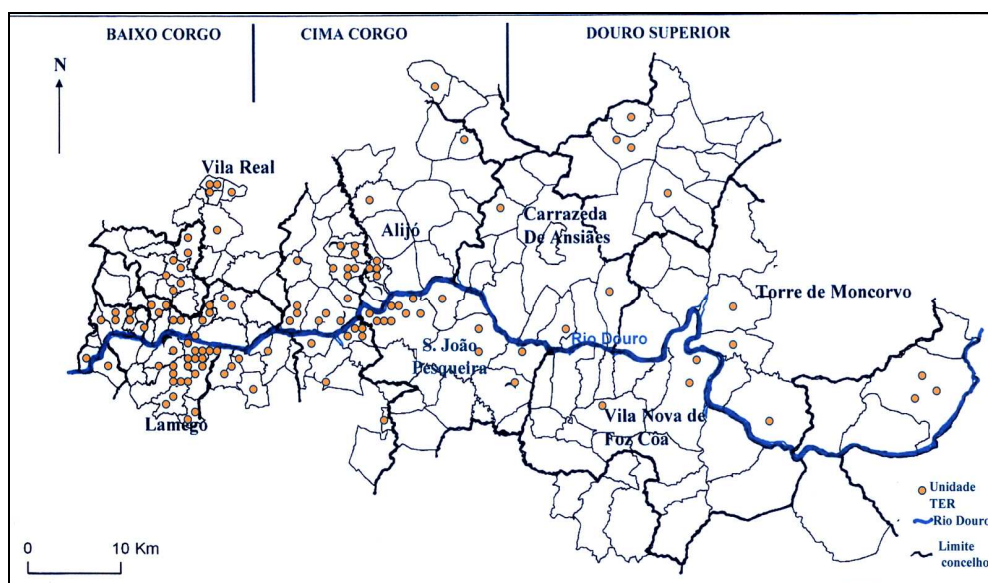 BAIXO CORGO
CIMA CORGO
DOURO SUPERIOR
N
Vila Real
Alijó
Carrazeda
De Ansiães
Torre de Moncorvo
Rio Douro
S. João
Pesqueira
Lamego
Vila Nova de
Foz Côa
Unidade
TER
Rio Douro
Limite
concelho
0 10 Km